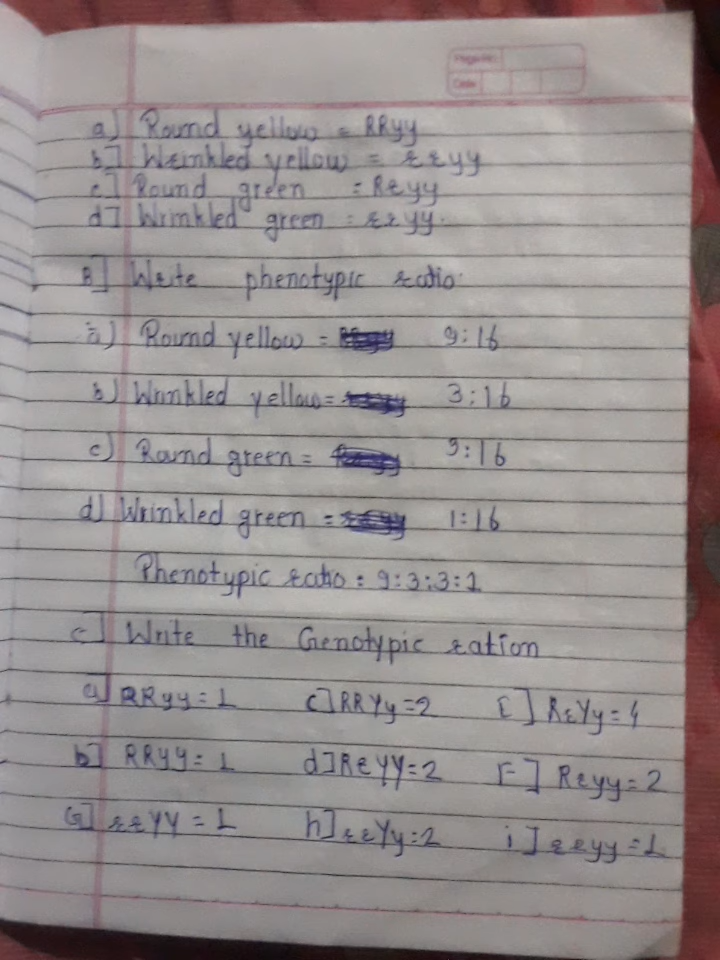 Page No.
Date
a] Round yellow = RRyy
b] Wrinkled yellow = rryy
c] Round green = Rryy
d] Wrinkled green = rryy.
B] Write phenotypic ratio.
a) Round yellow = 9:16
b) Wrinkled yellow = 3:16
c) Round green = 3:16
d) Wrinkled green = 1:16
Phenotypic ratio = 9:3:3:1
c] Write the Genotypic ration
a] RRyy = 1 c] RRYy = 2 E] RrYy = 4
b] RRyy = 1 d] RrYY = 2 F] Rryy = 2
G] rrYY = 1 h] rrYy = 2 i] rryy = 1